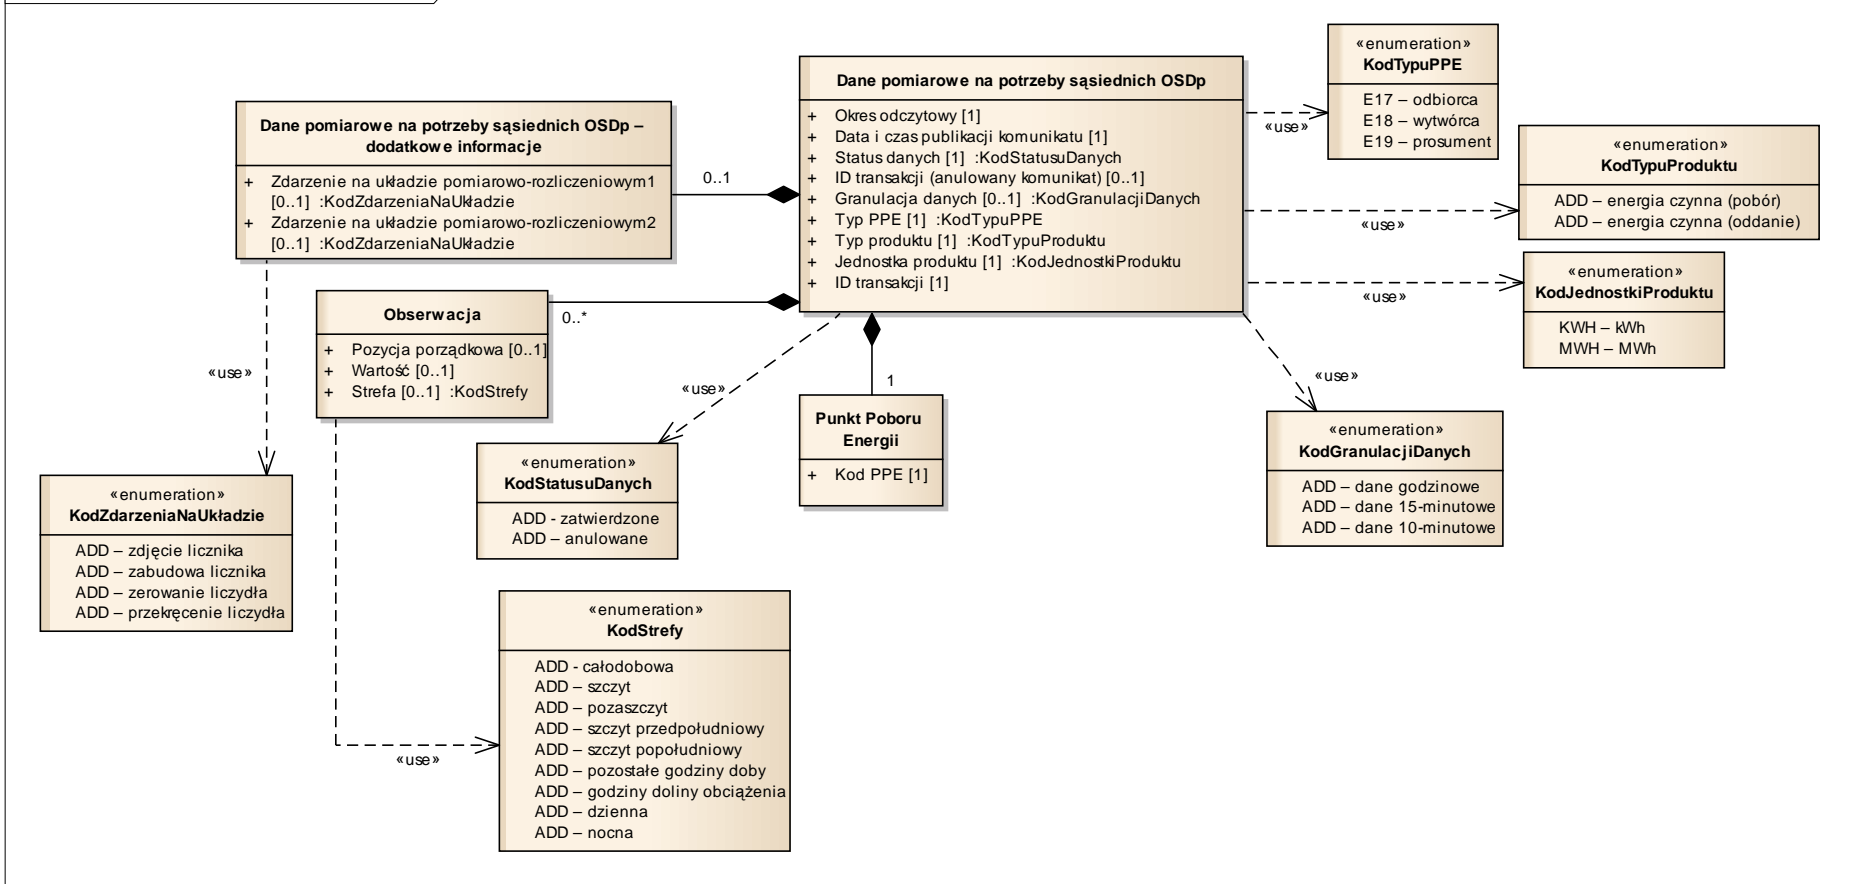 «enumeration»
KodTypuPPE
E17 – odbiorca
E18 – wytwórca
E19 – prosument
Dane pomiarowe na potrzeby sąsiednich OSDp
+ Okres odczytowy [1]
+ Data i czas publikacji komunikatu [1]
+ Status danych [1] :KodStatusuDanych
+ ID transakcji (anulowany komunikat) [0..1]
+ Granulacja danych [0..1] :KodGranulacjiDanych
+ Typ PPE [1] :KodTypuPPE
+ Typ produktu [1] :KodTypuProduktu
+ Jednostka produktu [1] :KodJednostkiProduktu
+ ID transakcji [1]
«use»
Dane pomiarowe na potrzeby sąsiednich OSDp –
dodatkowe informacje
+ Zdarzenie na układzie pomiarowo-rozliczeniowym1
[0..1] :KodZdarzeniaNaUkładzie
+ Zdarzenie na układzie pomiarowo-rozliczeniowym2
[0..1] :KodZdarzeniaNaUkładzie
0..1
«enumeration»
KodTypuProduktu
ADD – energia czynna (pobór)
ADD – energia czynna (oddanie)
«use»
«enumeration»
KodJednostkiProduktu
KWH – kWh
MWH – MWh
«use»
Obserwacja
+ Pozycja porządkowa [0..1]
+ Wartość [0..1]
+ Strefa [0..1] :KodStrefy
0..*
«use»
«use»
1
«use»
Punkt Poboru
Energii
+ Kod PPE [1]
«enumeration»
KodGranulacjiDanych
ADD – dane godzinowe
ADD – dane 15-minutowe
ADD – dane 10-minutowe
«enumeration»
KodStatusuDanych
ADD - zatwierdzone
ADD – anulowane
«enumeration»
KodZdarzeniaNaUkładzie
ADD – zdjęcie licznika
ADD – zabudowa licznika
ADD – zerowanie liczydła
ADD – przekręcenie liczydła
«enumeration»
KodStrefy
ADD - całodobowa
ADD – szczyt
ADD – pozaszczyt
ADD – szczyt przedpołudniowy
ADD – szczyt popołudniowy
ADD – pozostałe godziny doby
ADD – godziny doliny obciążenia
ADD – dzienna
ADD – nocna
«use»